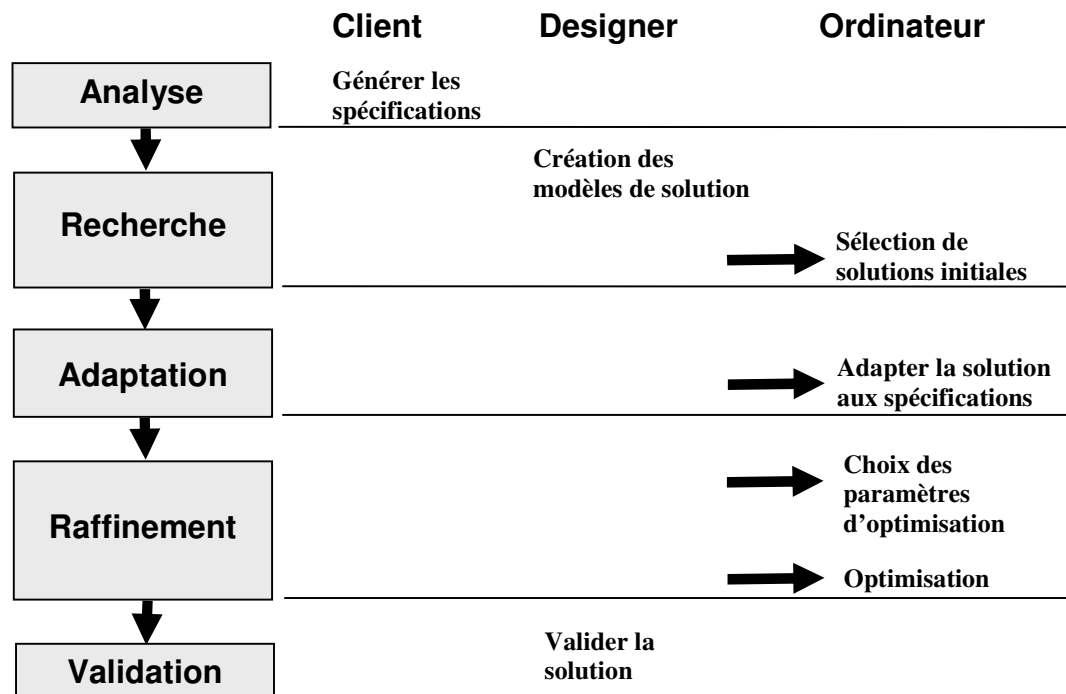 Client Designer Ordinateur
Analyse
Générer les
spécifications
Création des
modèles de solution
Recherche
Sélection de
solutions initiales
Adaptation
Adapter la solution
aux spécifications
Raffinement
Choix des
paramètres
d’optimisation
Optimisation
Validation
Valider la
solution